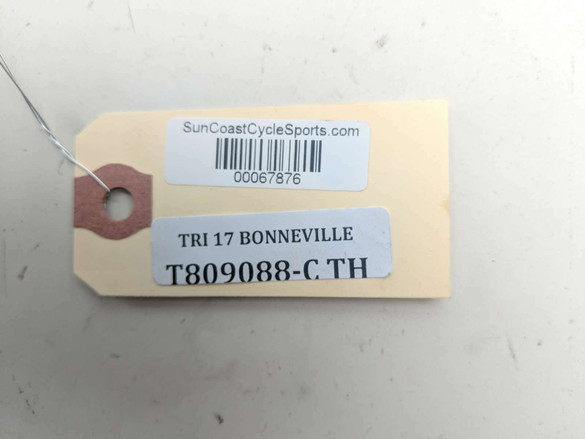 SunCoastCycleSports.com
00067876
TRI 17 BONNEVILLE
T809088-C TH